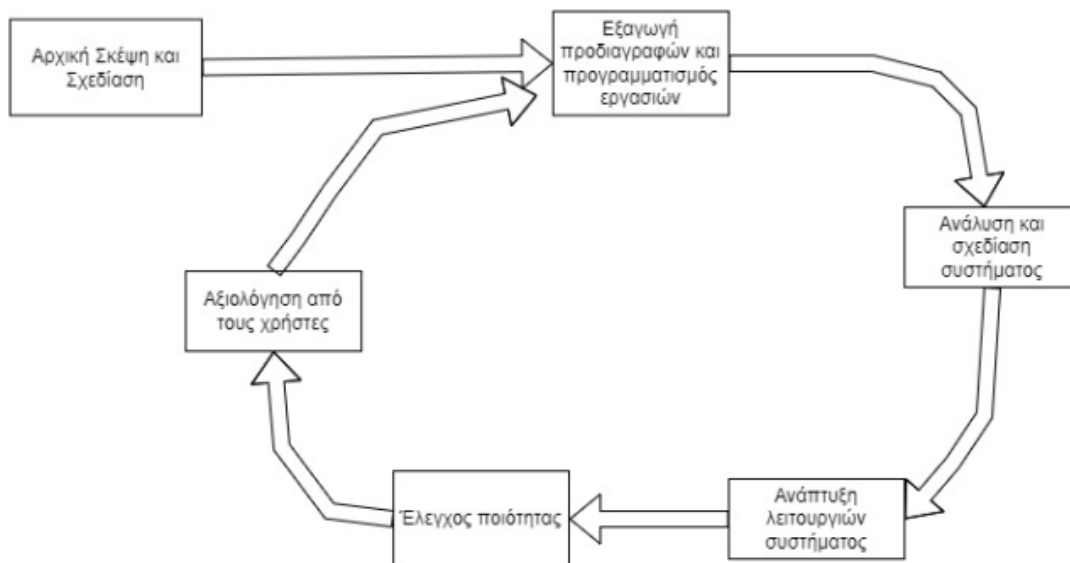 Αρχική Σκέψη και
Σχεδίαση
Εξαγωγή
προδιαγραφών και
προγραμματισμός
εργασιών
Ανάλυση και
σχεδίαση
συστήματος
Αξιολόγηση από
τους χρήστες
Έλεγχος ποιότητας
Ανάπτυξη
λειτουργιών
συστήματος